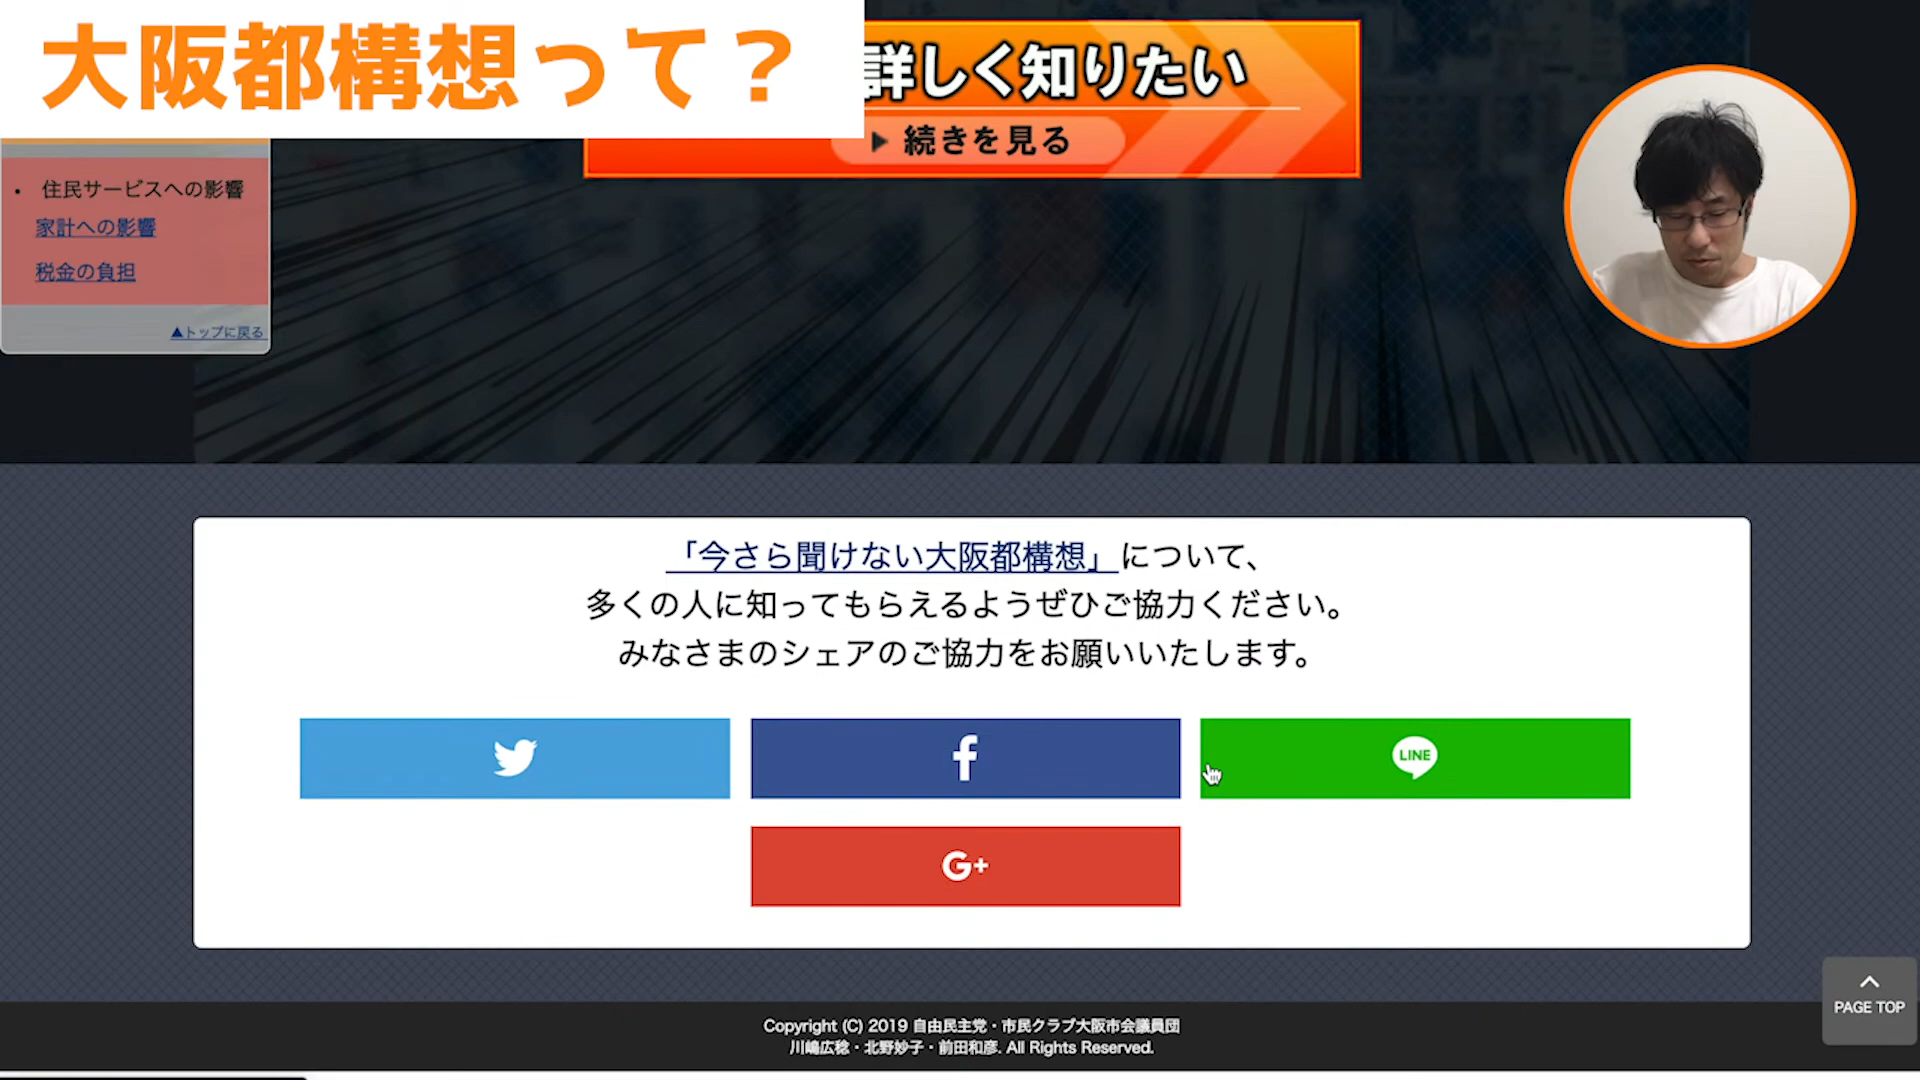 大阪都構想って？
詳しく知りたい
▶ 続きを見る
・ 住民サービスへの影響
家計への影響
税金の負担
▲トップに戻る
「今さら聞けない大阪都構想」について、
多くの人に知ってもらえるようぜひご協力ください。
みなさまのシェアのご協力をお願いいたします。
LINE
G+
PAGE TOP
Copyright (C) 2019 自由民主党・市民クラブ大阪市会議員団
川嶋広稔・北野妙子・前田和彦. All Rights Reserved.